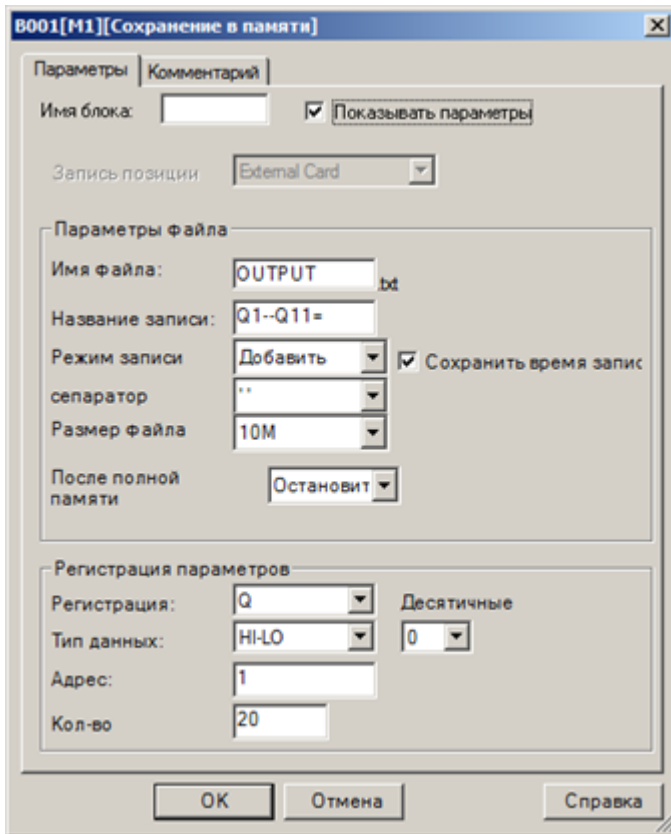 B001[M1][Сохранение в памяти]
Параметры Комментарий
Имя блока: Показывать параметры
Запись позиции External Card
Параметры файла
Имя файла: OUTPUT .txt
Название записи: Q1--Q11=
Режим записи Добавить Сохранить время запис
сепаратор ' '
Размер файла 10M
После полной Остановит
памяти
Регистрация параметров
Регистрация: Q Десятичные
Тип данных: HI-LO 0
Адрес: 1
Кол-во 20
OK Отмена Справка